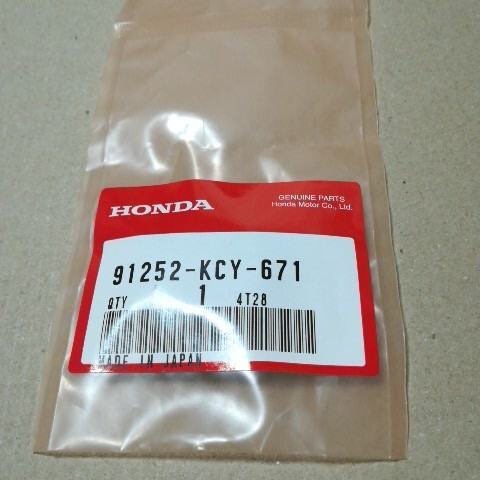 GENUINE PARTS
HONDA Honda Motor Co., Ltd.
91252-KCY-671
QTY 1 4T28
MADE IN JAPAN